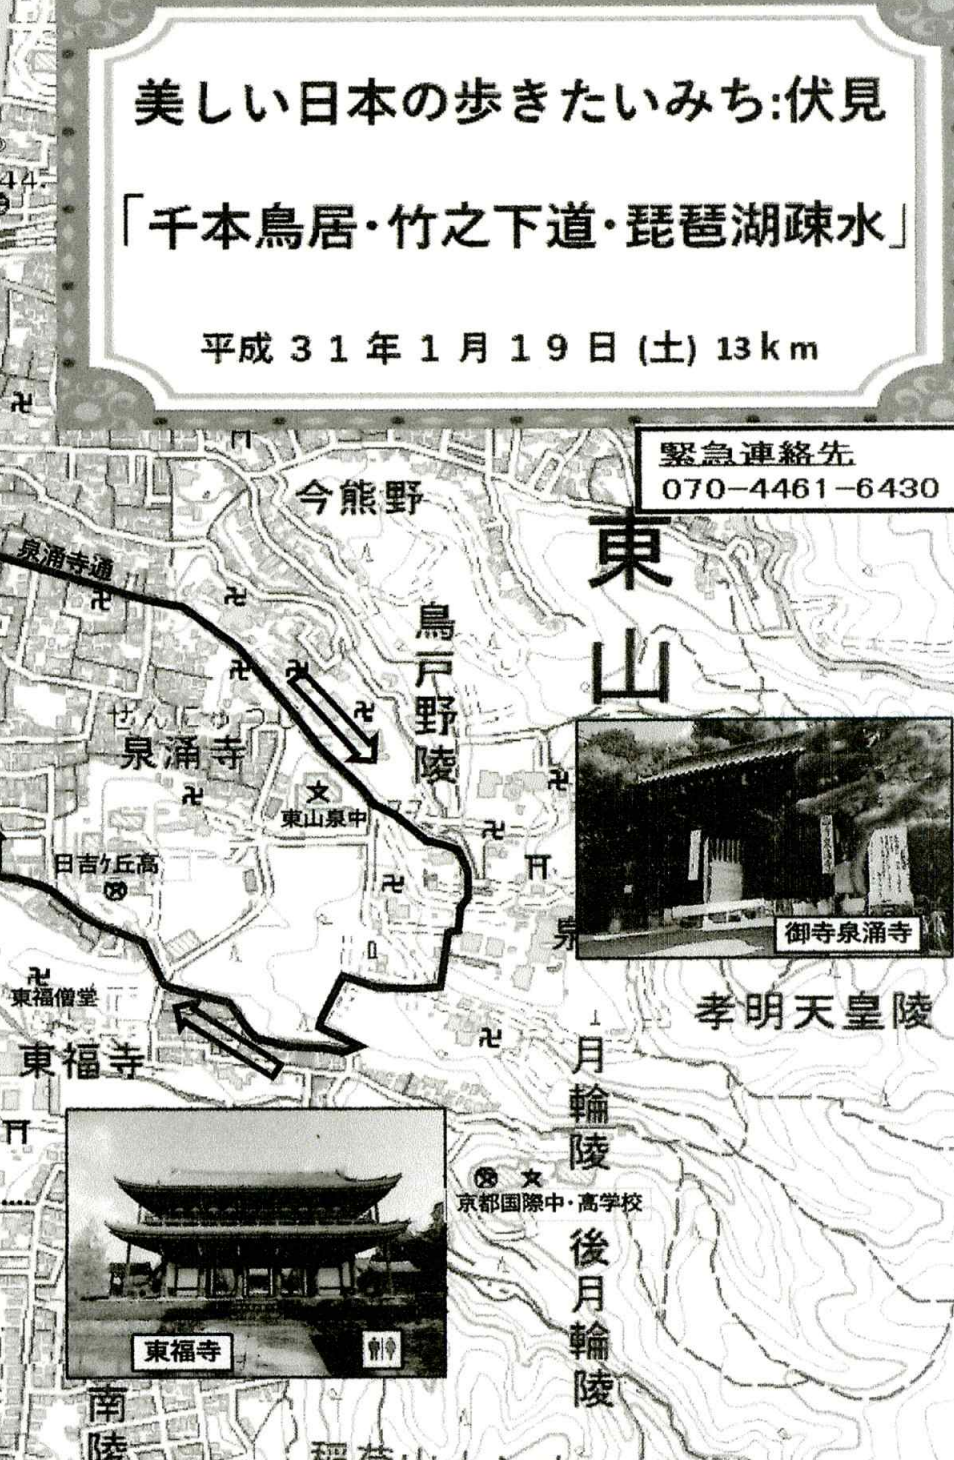 美しい日本の歩きたいみち:伏見
「千本鳥居・竹之下道・琵琶湖疎水」
平成31年1月19日(土) 13km
44.
緊急連絡先
070-4461-6430
今熊野
東山
泉涌寺通
鳥戸野陵
せんにゅうじ
泉涌寺
東山泉中
日吉ケ丘高
泉
御寺泉涌寺
東福僧堂
孝明天皇陵
東福寺
月輪陵
京都国際中・高学校
後月輪陵
東福寺
南陵